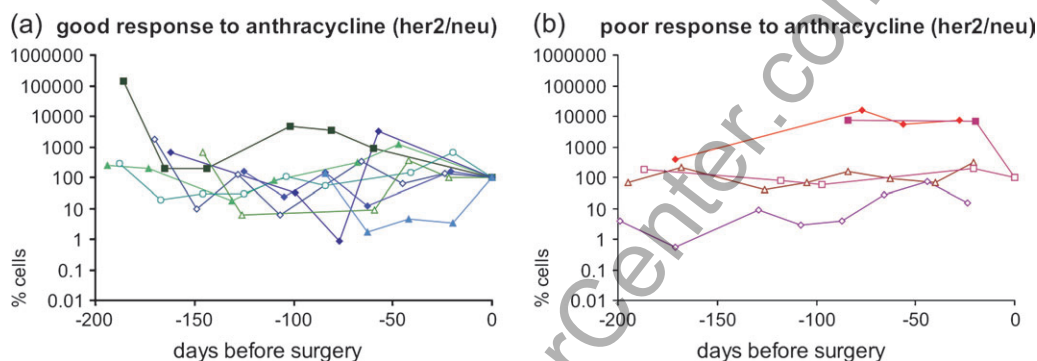 (a) good response to anthracycline (her2/neu)
1000000
100000
10000
1000
100
10
1
0.1
0.01
% cells
-200 -150 -100 -50 0
days before surgery
(b) poor response to anthracycline (her2/neu)
1000000
100000
10000
1000
100
10
1
0.1
0.01
% cells
-200 -150 -100 -50 0
days before surgery
rCenter.com